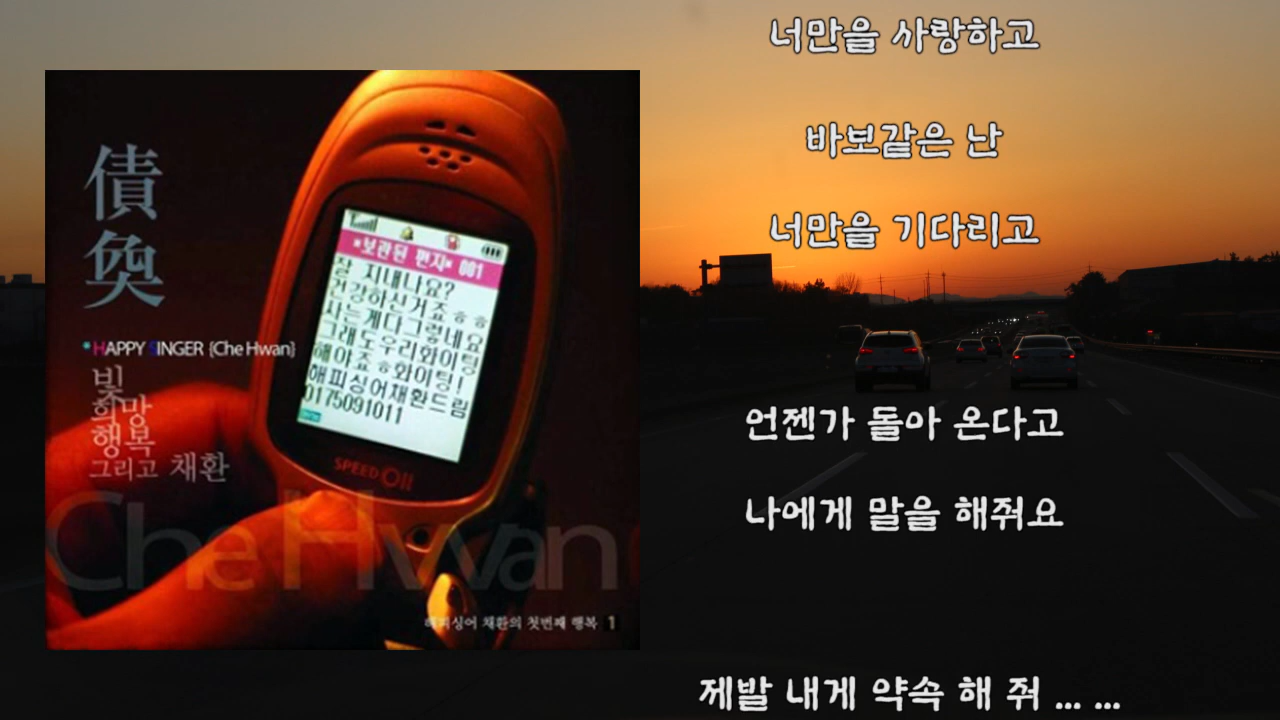 債
奐
HAPPY SINGER {Che Hwan}
빛
희망
행복
그리고 채환
Che Hwan
*보관된 편지* 001
잘 지내나요?
건강하신거죠ㅎㅎ
사는게다그렇네요
그래도우리화이팅
해야죠ㅎ화이팅!
해피싱어채환드림
0175091011
SPEED 011
해피싱어 채환의 첫번째 행복 1
너만을 사랑하고
바보같은 난
너만을 기다리고
언젠가 돌아 온다고
나에게 말을 해줘요
제발 내게 약속 해 줘 ... ...